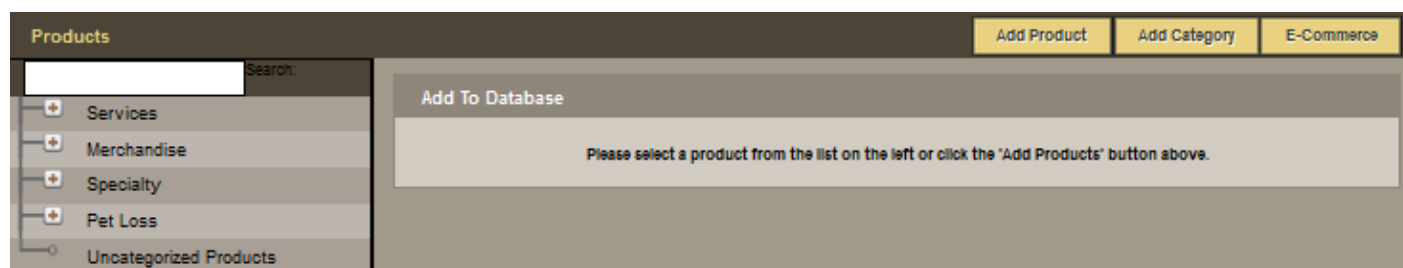 Products
Add Product
Add Category
E-Commerce
Search:
Services
Merchandise
Specialty
Pet Loss
Uncategorized Products
Add To Database
Please select a product from the list on the left or click the "Add Products" button above.